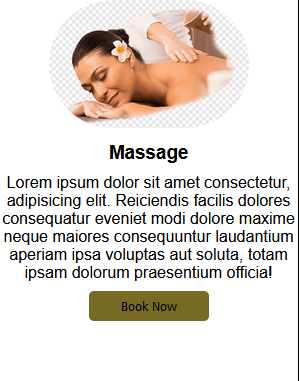 Massage
Lorem ipsum dolor sit amet consectetur,
adipisicing elit. Reiciendis facilis dolores
consequatur eveniet modi dolore maxime
neque maiores consequuntur laudantium
aperiam ipsa voluptas aut soluta, totam
ipsam dolorum praesentium officia!
Book Now